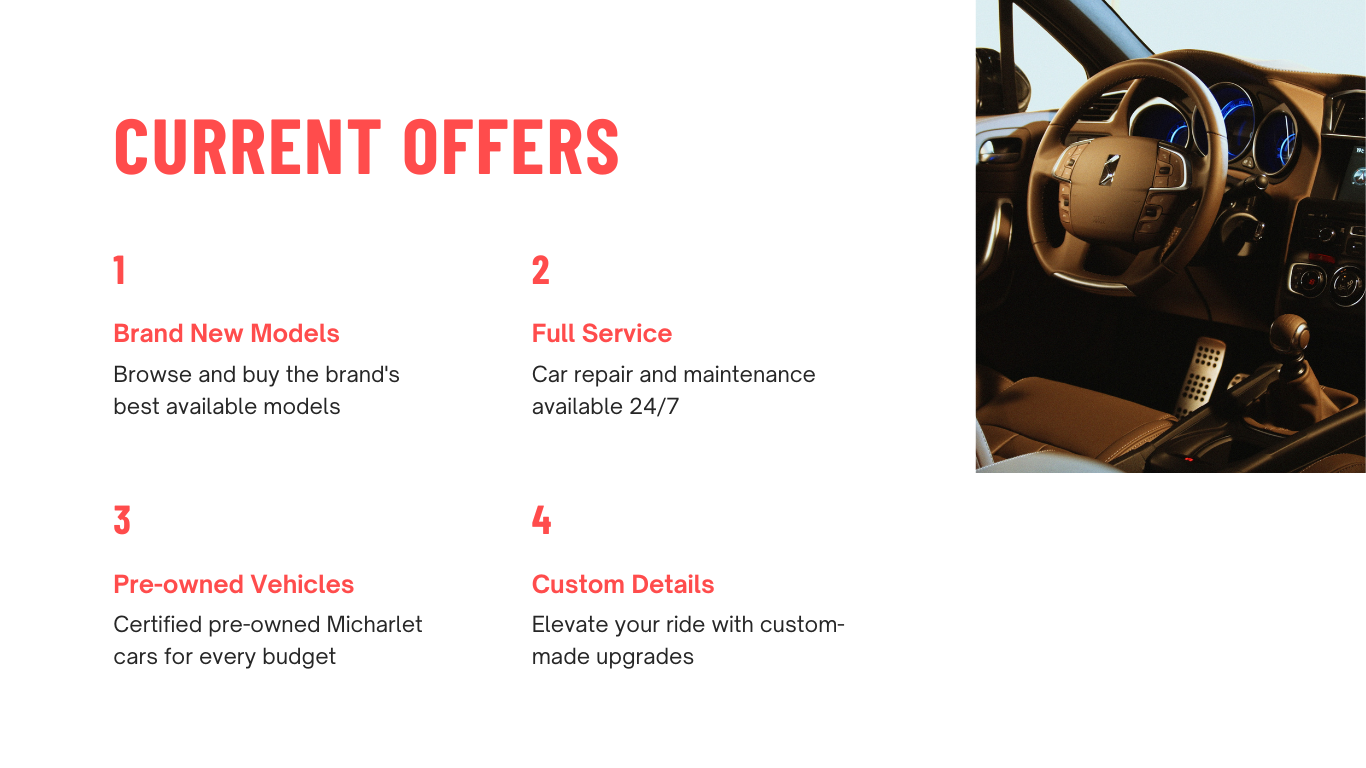 CURRENT OFFERS
1
Brand New Models
Browse and buy the brand's
best available models
2
Full Service
Car repair and maintenance
available 24/7
3
Pre-owned Vehicles
Certified pre-owned Micharlet
cars for every budget
4
Custom Details
Elevate your ride with custom-
made upgrades